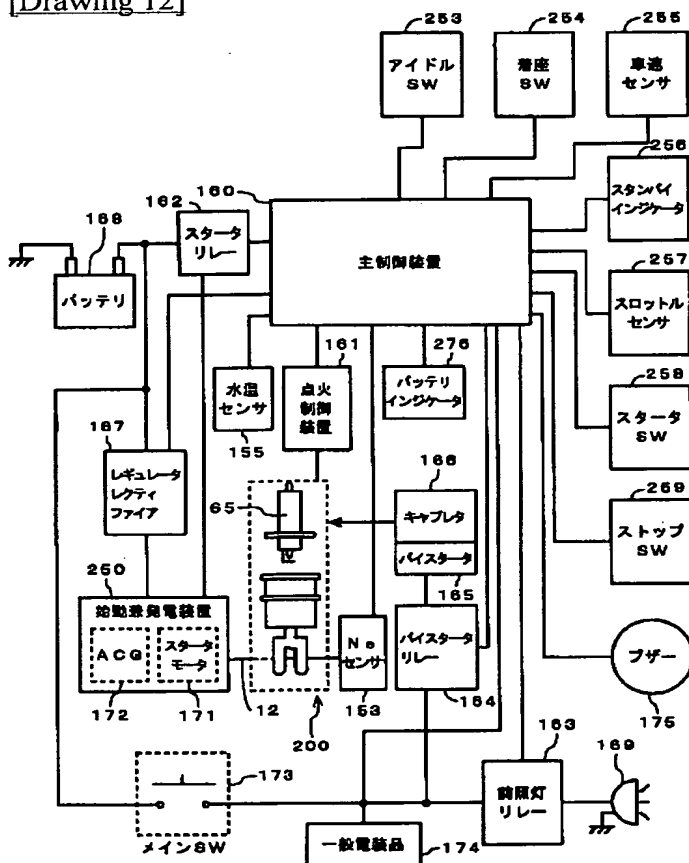 [Drawing 12]
253
254
255
アイドル
SW
着座
SW
車速
センサ
256
スタンバイ
インジケータ
160
162
168
スタータ
リレー
主制御装置
バッテリ
257
スロットル
センサ
161
276
水温
センサ
155
点火
制御
装置
バッテリ
インジケータ
258
スタータ
SW
167
レギュレータ
レクティ
ファイア
65
166
キャブレタ
バイスタータ
165
259
ストップ
SW
250
始動兼発電装置
ACG
スタータ
モータ
172
171
12
Ne
センサ
153
バイスタータ
リレー
164
ブザー
175
200
173
163
169
前照灯
リレー
メインSW
一般電装品
174